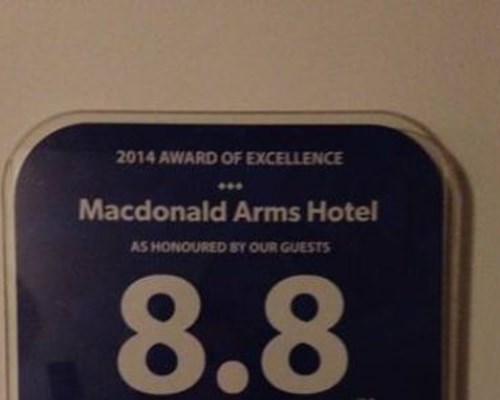 2014 AWARD OF EXCELLENCE
Macdonald Arms Hotel
AS HONOURED BY OUR GUESTS
8.8